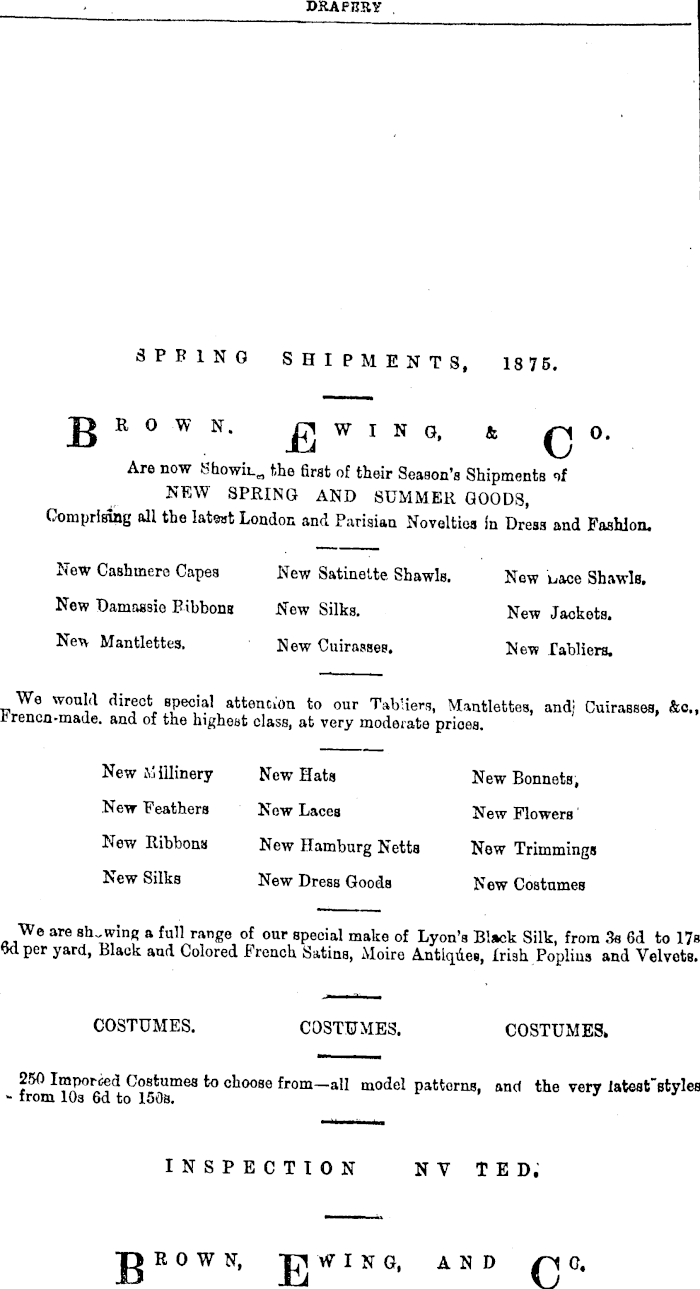 DRAPERY
SPRING SHIPMENTS, 1875.
BROWN. EWING, & CO.
Are now Showing the first of their Season's Shipments of
NEW SPRING AND SUMMER GOODS,
Comprising all the latest London and Parisian Novelties in Dress and Fashion.
New Cashmere Capes New Satinette Shawls. New Lace Shawls.
New Damassie Ribbons New Silks. New Jackets.
New Mantlettes. New Cuirasses. New Tabliers.
We would direct special attention to our Tabliers, Mantlettes, and Cuirasses, &c.,
French-made. and of the highest class, at very moderate prices.
New Millinery New Hats New Bonnets,
New Feathers New Laces New Flowers
New Ribbons New Hamburg Netts New Trimmings
New Silks New Dress Goods New Costumes
We are showing a full range of our special make of Lyon's Black Silk, from 3s 6d to 17s
6d per yard, Black and Colored French Satins, Moire Antiques, Irish Poplins and Velvets.
COSTUMES. COSTUMES. COSTUMES.
250 Imported Costumes to choose from—all model patterns, and the very latest styles
- from 10s 6d to 150s.
INSPECTION NV TED.
BROWN, EWING, AND CO.